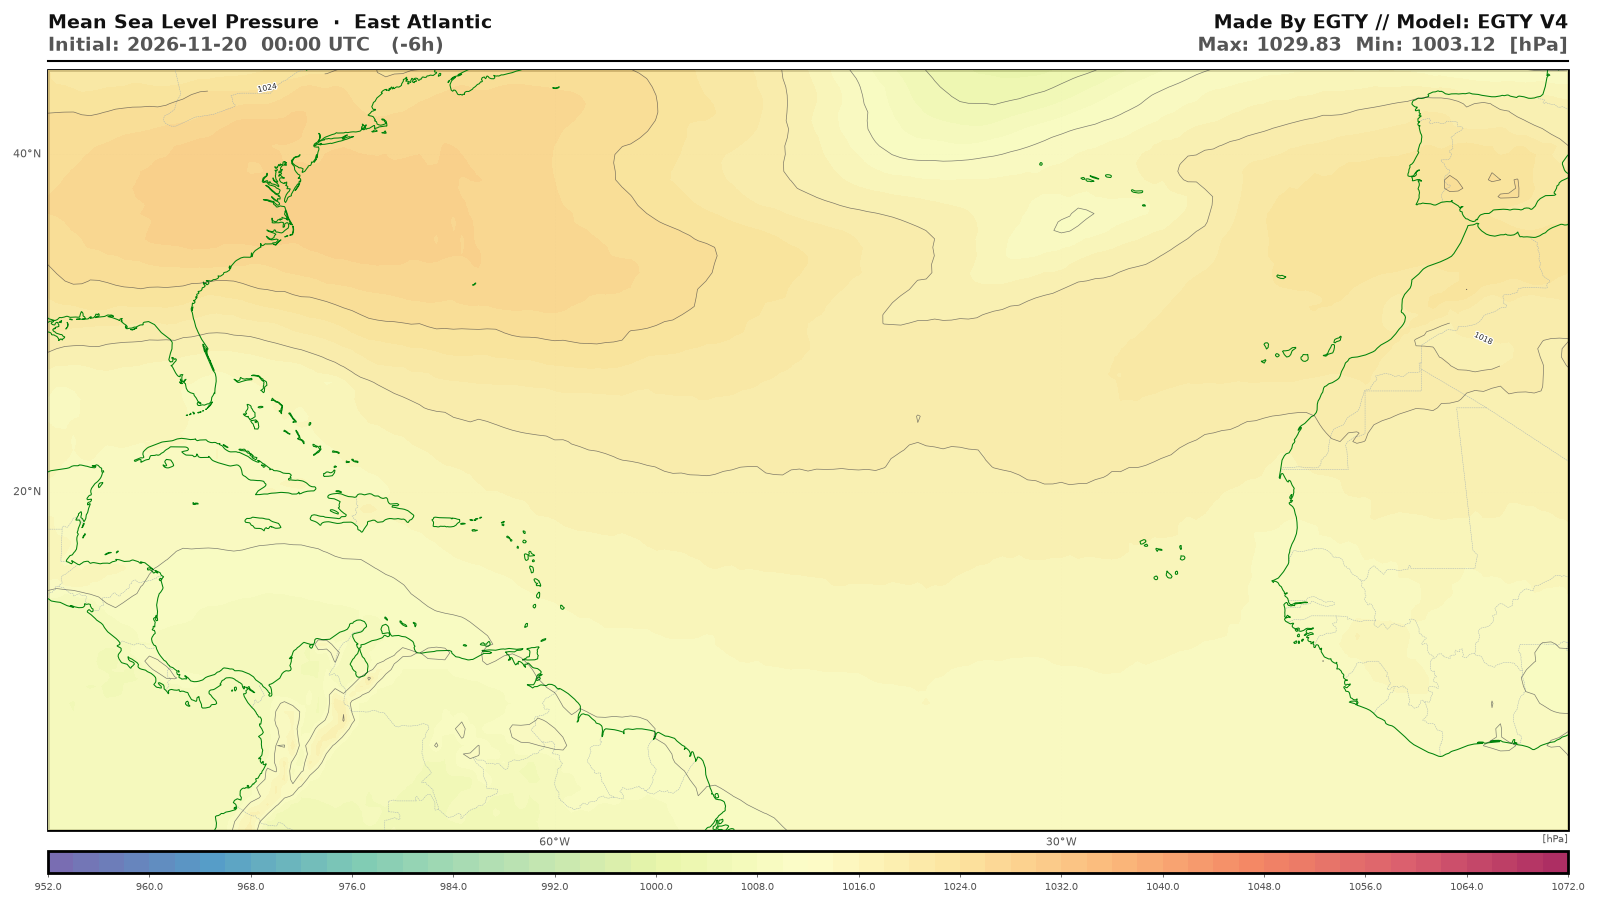 Mean Sea Level Pressure · East Atlantic
Made By EGTY // Model: EGTY V4
Initial: 2026-11-20 00:00 UTC (-6h)
Max: 1029.83 Min: 1003.12 [hPa]
1024
40°N
1018
20°N
60°W
30°W
[hPa]
952.0 960.0 968.0 976.0 984.0 992.0 1000.0 1008.0 1016.0 1024.0 1032.0 1040.0 1048.0 1056.0 1064.0 1072.0